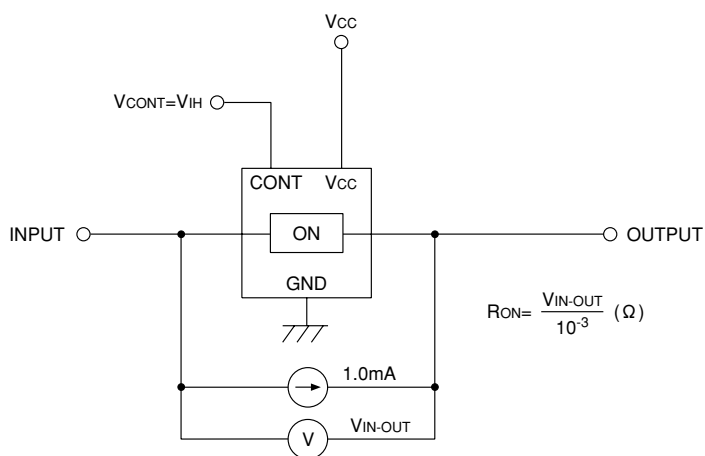 VCC
VCONT=VIH
CONT VCC
INPUT ON OUTPUT
GND
RON= VIN-OUT / 10-3 (Ω)
1.0mA
V VIN-OUT